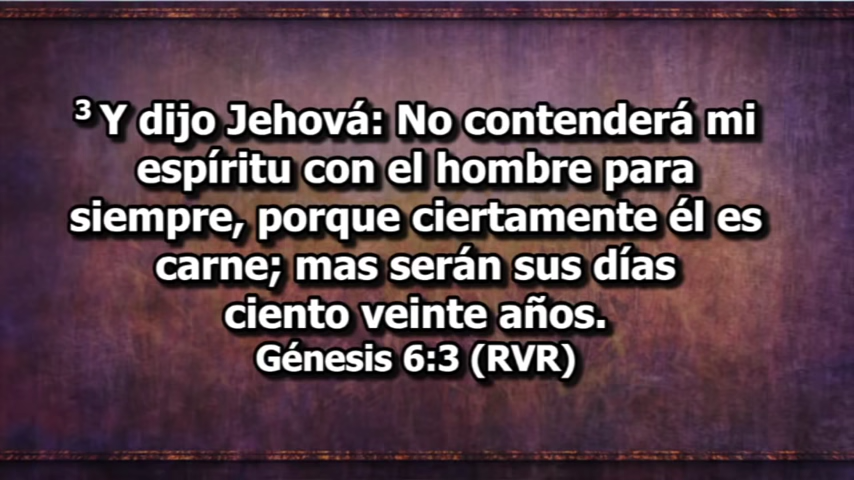 ³ Y dijo Jehová: No contenderá mi
espíritu con el hombre para
siempre, porque ciertamente él es
carne; mas serán sus días
ciento veinte años.
Génesis 6:3 (RVR)